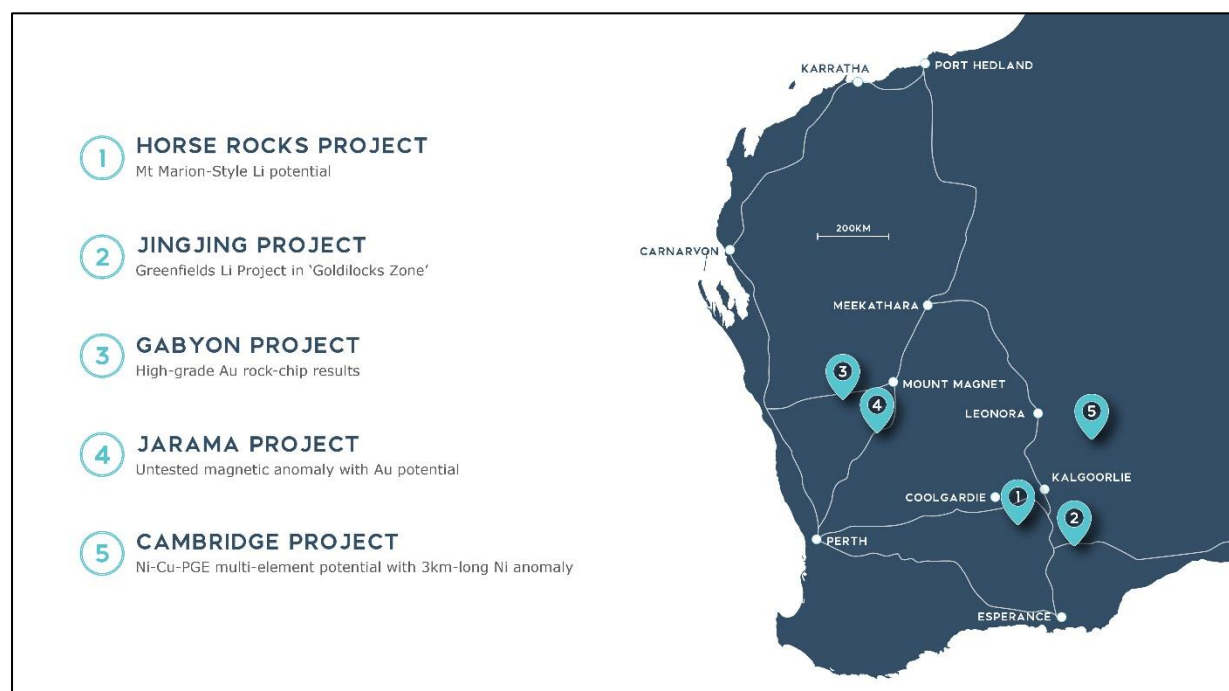 1
HORSE ROCKS PROJECT
Mt Marion-Style Li potential
2
JINGJING PROJECT
Greenfields Li Project in ‘Goldilocks Zone’
3
GABYON PROJECT
High-grade Au rock-chip results
4
JARAMA PROJECT
Untested magnetic anomaly with Au potential
5
CAMBRIDGE PROJECT
Ni-Cu-PGE multi-element potential with 3km-long Ni anomaly
KARRATHA
PORT HEDLAND
200KM
CARNARVON
MEEKATHARA
3
MOUNT MAGNET
4
LEONORA
5
KALGOORLIE
COOLGARDIE
1
2
PERTH
ESPERANCE